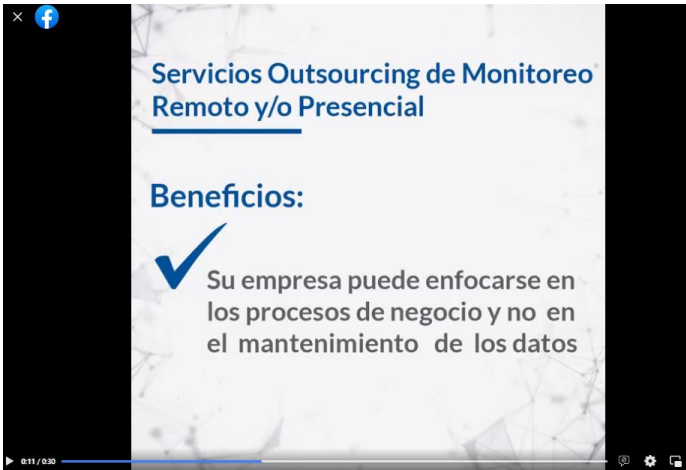 Servicios Outsourcing de Monitoreo
Remoto y/o Presencial
Beneficios:
Su empresa puede enfocarse en
los procesos de negocio y no en
el mantenimiento de los datos
0:11 / 0:30